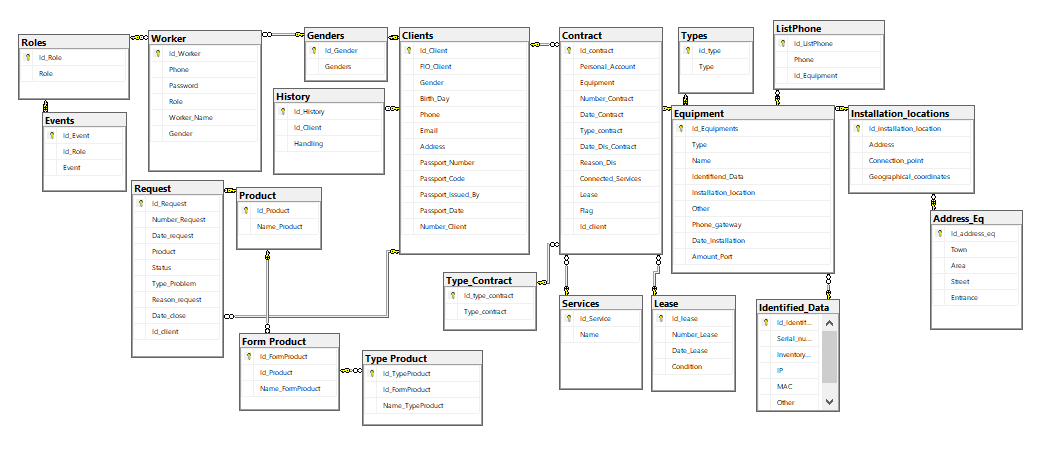 Roles
Id_Role
Role
Worker
Id_Worker
Phone
Password
Role
Worker_Name
Gender
Genders
Id_Gender
Genders
Clients
Id_Client
FIO_Client
Gender
Birth_Day
Phone
Email
Address
Passport_Number
Passport_Code
Passport_Issued_By
Passport_Date
Number_Client
Contract
Id_contract
Personal_Account
Equipment
Number_Contract
Date_Contract
Type_contract
Date_Dis_Contract
Reason_Dis
Connected_Services
Lease
Flag
Id_client
Types
id_type
Type
ListPhone
Id_ListPhone
Phone
Id_Equipment
History
Id_History
Id_Client
Handling
Events
Id_Event
Id_Role
Event
Equipment
Id_Equipments
Type
Name
Identifiend_Data
Installation_location
Other
Phone_gateway
Date_Installation
Amount_Port
Installation_locations
Id_Installation_location
Address
Connection_point
Geographical_coordinates
Request
Id_Request
Number_Request
Date_request
Product
Status
Type_Problem
Reason_request
Date_close
Id_client
Product
Id_Product
Name_Product
Address_Eq
Id_address_eq
Town
Area
Street
Entrance
Type_Contract
Id_type_contract
Type_contract
Services
Id_Service
Name
Lease
Id_lease
Number_Lease
Date_Lease
Condition
Identified_Data
Id_Identif...
Serial_nu...
Inventory...
IP
MAC
Other
Form Product
Id_FormProduct
Id_Product
Name_FormProduct
Type Product
Id_TypeProduct
Id_FormProduct
Name_TypeProduct